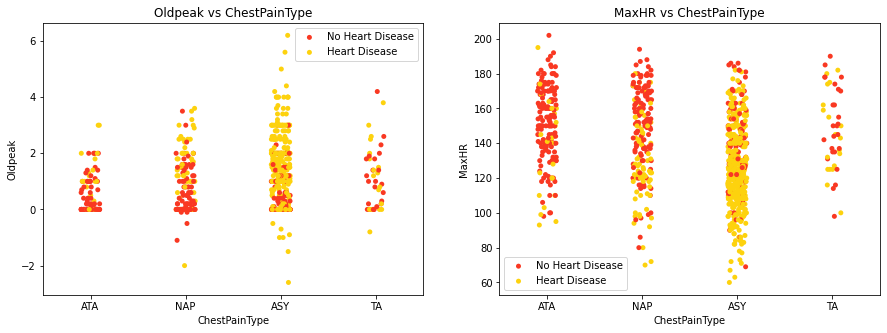 Oldpeak vs ChestPainType
No Heart Disease
Heart Disease
6
4
2
0
−2
Oldpeak
ATA NAP ASY TA
ChestPainType
MaxHR vs ChestPainType
200
180
160
140
120
100
80
60
MaxHR
No Heart Disease
Heart Disease
ATA NAP ASY TA
ChestPainType